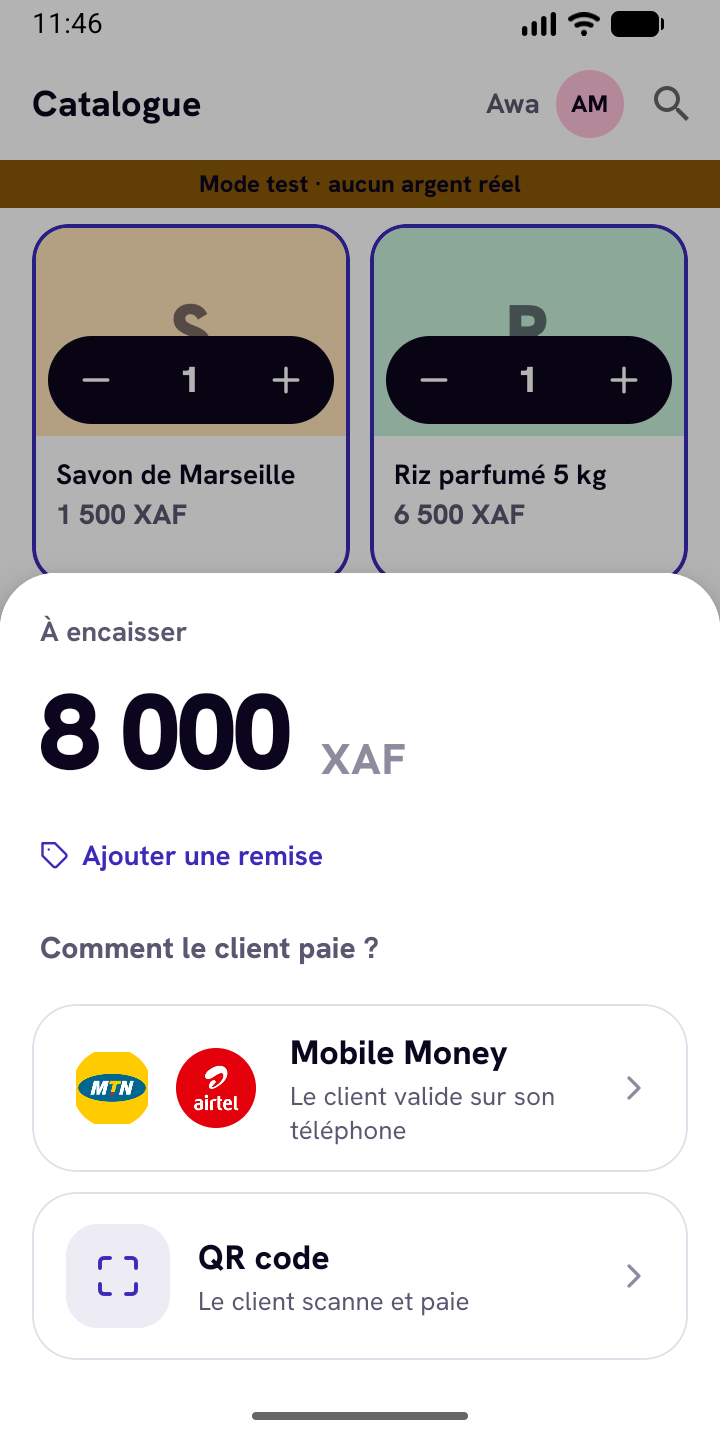 11:46
Catalogue
Awa
AM
Mode test · aucun argent réel
S
R
1
1
Savon de Marseille
1 500 XAF
Riz parfumé 5 kg
6 500 XAF
À encaisser
8 000 XAF
Ajouter une remise
Comment le client paie ?
MTN
airtel
Mobile Money
Le client valide sur son
téléphone
QR code
Le client scanne et paie